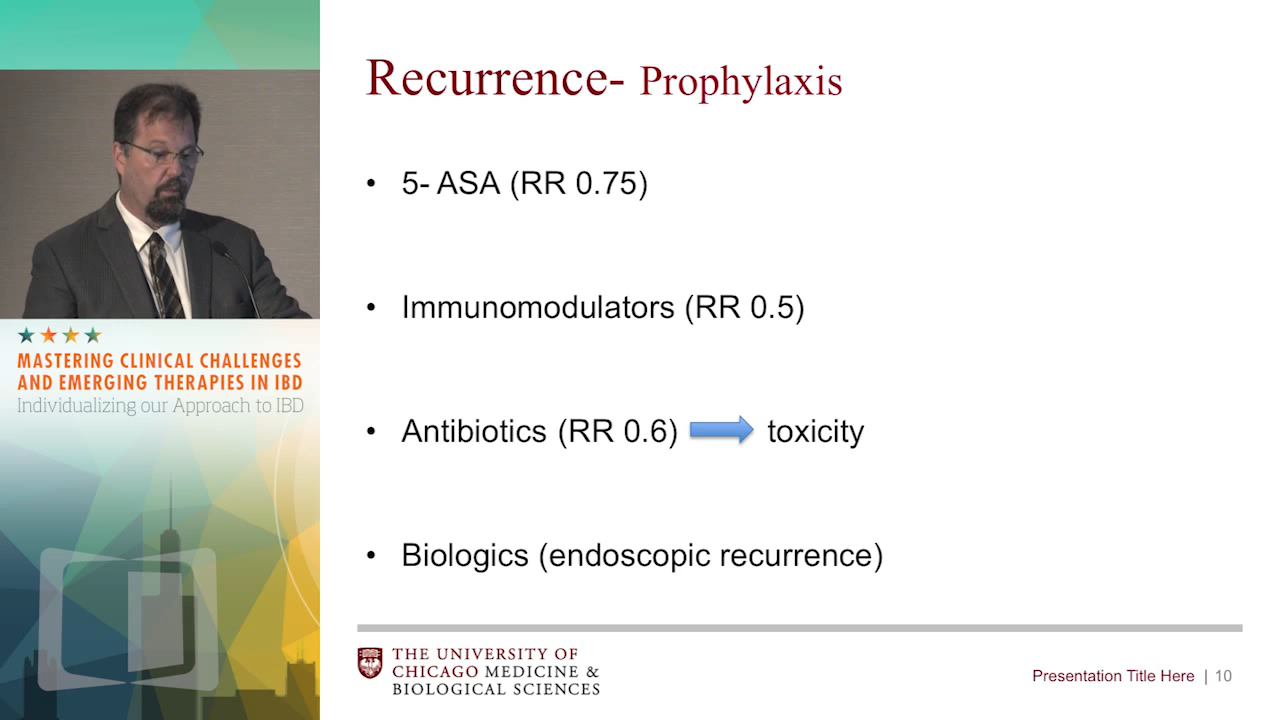 Recurrence- Prophylaxis
• 5- ASA (RR 0.75)
• Immunomodulators (RR 0.5)
• Antibiotics (RR 0.6) toxicity
• Biologics (endoscopic recurrence)
MASTERING CLINICAL CHALLENGES
AND EMERGING THERAPIES IN IBD
Individualizing our Approach to IBD
THE UNIVERSITY OF
CHICAGO MEDICINE &
BIOLOGICAL SCIENCES
Presentation Title Here | 10